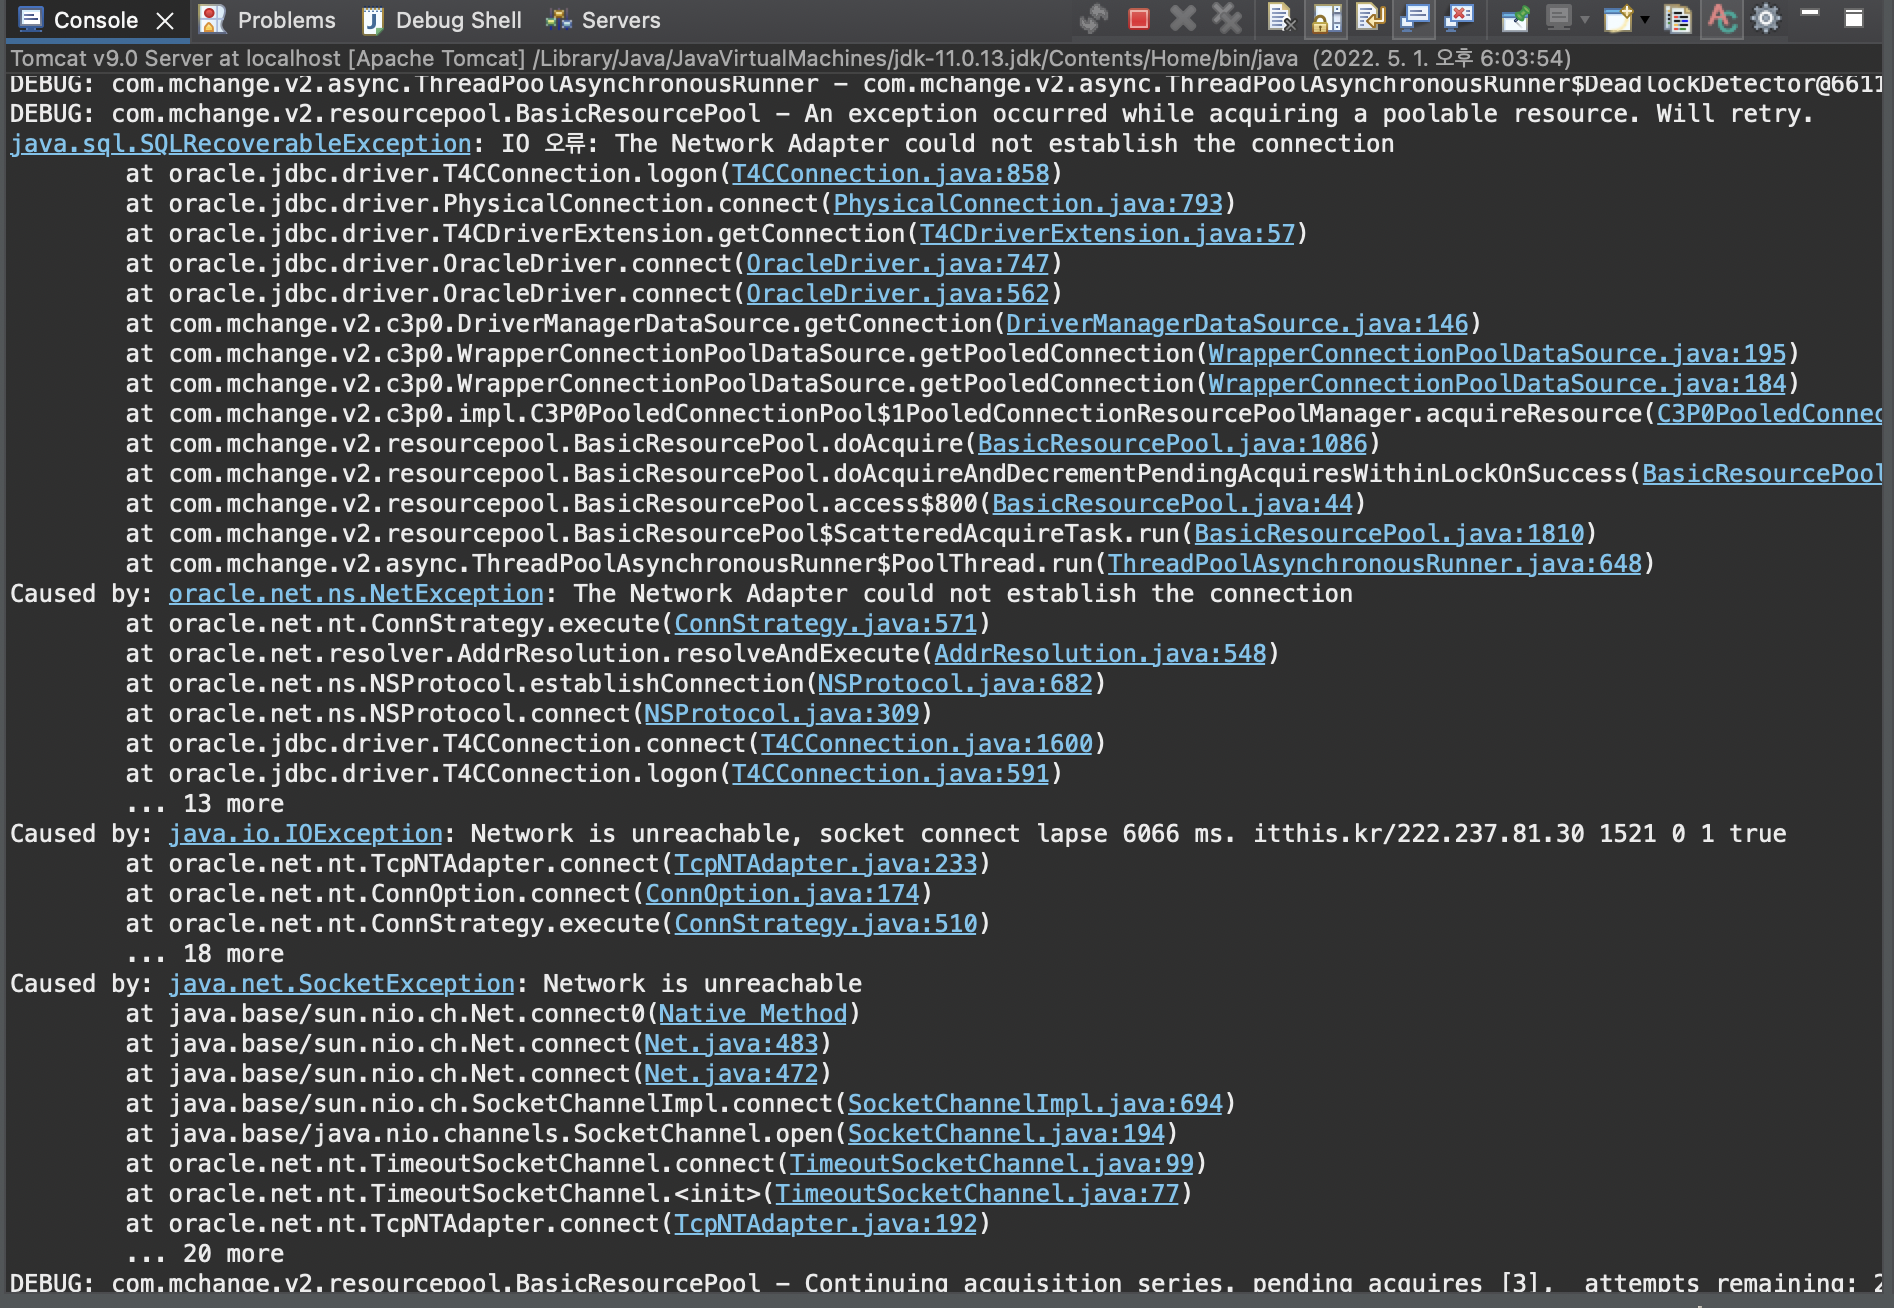 Console Problems Debug Shell Servers
Tomcat v9.0 Server at localhost [Apache Tomcat] /Library/Java/JavaVirtualMachines/jdk-11.0.13.jdk/Contents/Home/bin/java (2022. 5. 1. 오후 6:03:54)
DEBUG: com.mchange.v2.async.ThreadPoolAsynchronousRunner - com.mchange.v2.async.ThreadPoolAsynchronousRunner$DeadlockDetector@6611
DEBUG: com.mchange.v2.resourcepool.BasicResourcePool - An exception occurred while acquiring a poolable resource. Will retry.
java.sql.SQLRecoverableException: IO 오류: The Network Adapter could not establish the connection
at oracle.jdbc.driver.T4CConnection.logon(T4CConnection.java:858)
at oracle.jdbc.driver.PhysicalConnection.connect(PhysicalConnection.java:793)
at oracle.jdbc.driver.T4CDriverExtension.getConnection(T4CDriverExtension.java:57)
at oracle.jdbc.driver.OracleDriver.connect(OracleDriver.java:747)
at oracle.jdbc.driver.OracleDriver.connect(OracleDriver.java:562)
at com.mchange.v2.c3p0.DriverManagerDataSource.getConnection(DriverManagerDataSource.java:146)
at com.mchange.v2.c3p0.WrapperConnectionPoolDataSource.getPooledConnection(WrapperConnectionPoolDataSource.java:195)
at com.mchange.v2.c3p0.WrapperConnectionPoolDataSource.getPooledConnection(WrapperConnectionPoolDataSource.java:184)
at com.mchange.v2.c3p0.impl.C3P0PooledConnectionPool$1PooledConnectionResourcePoolManager.acquireResource(C3P0PooledConnec
at com.mchange.v2.resourcepool.BasicResourcePool.doAcquire(BasicResourcePool.java:1086)
at com.mchange.v2.resourcepool.BasicResourcePool.doAcquireAndDecrementPendingAcquiresWithinLockOnSuccess(BasicResourcePool
at com.mchange.v2.resourcepool.BasicResourcePool.access$800(BasicResourcePool.java:44)
at com.mchange.v2.resourcepool.BasicResourcePool$ScatteredAcquireTask.run(BasicResourcePool.java:1810)
at com.mchange.v2.async.ThreadPoolAsynchronousRunner$PoolThread.run(ThreadPoolAsynchronousRunner.java:648)
Caused by: oracle.net.ns.NetException: The Network Adapter could not establish the connection
at oracle.net.nt.ConnStrategy.execute(ConnStrategy.java:571)
at oracle.net.resolver.AddrResolution.resolveAndExecute(AddrResolution.java:548)
at oracle.net.ns.NSProtocol.establishConnection(NSProtocol.java:682)
at oracle.net.ns.NSProtocol.connect(NSProtocol.java:309)
at oracle.jdbc.driver.T4CConnection.connect(T4CConnection.java:1600)
at oracle.jdbc.driver.T4CConnection.logon(T4CConnection.java:591)
... 13 more
Caused by: java.io.IOException: Network is unreachable, socket connect lapse 6066 ms. itthis.kr/222.237.81.30 1521 0 1 true
at oracle.net.nt.TcpNTAdapter.connect(TcpNTAdapter.java:233)
at oracle.net.nt.ConnOption.connect(ConnOption.java:174)
at oracle.net.nt.ConnStrategy.execute(ConnStrategy.java:510)
... 18 more
Caused by: java.net.SocketException: Network is unreachable
at java.base/sun.nio.ch.Net.connect0(Native Method)
at java.base/sun.nio.ch.Net.connect(Net.java:483)
at java.base/sun.nio.ch.Net.connect(Net.java:472)
at java.base/sun.nio.ch.SocketChannelImpl.connect(SocketChannelImpl.java:694)
at java.base/java.nio.channels.SocketChannel.open(SocketChannel.java:194)
at oracle.net.nt.TimeoutSocketChannel.connect(TimeoutSocketChannel.java:99)
at oracle.net.nt.TimeoutSocketChannel.<init>(TimeoutSocketChannel.java:77)
at oracle.net.nt.TcpNTAdapter.connect(TcpNTAdapter.java:192)
... 20 more
DEBUG: com.mchange.v2.resourcepool.BasicResourcePool - Continuing acquisition series. pending acquires [3], attempts remaining: 2